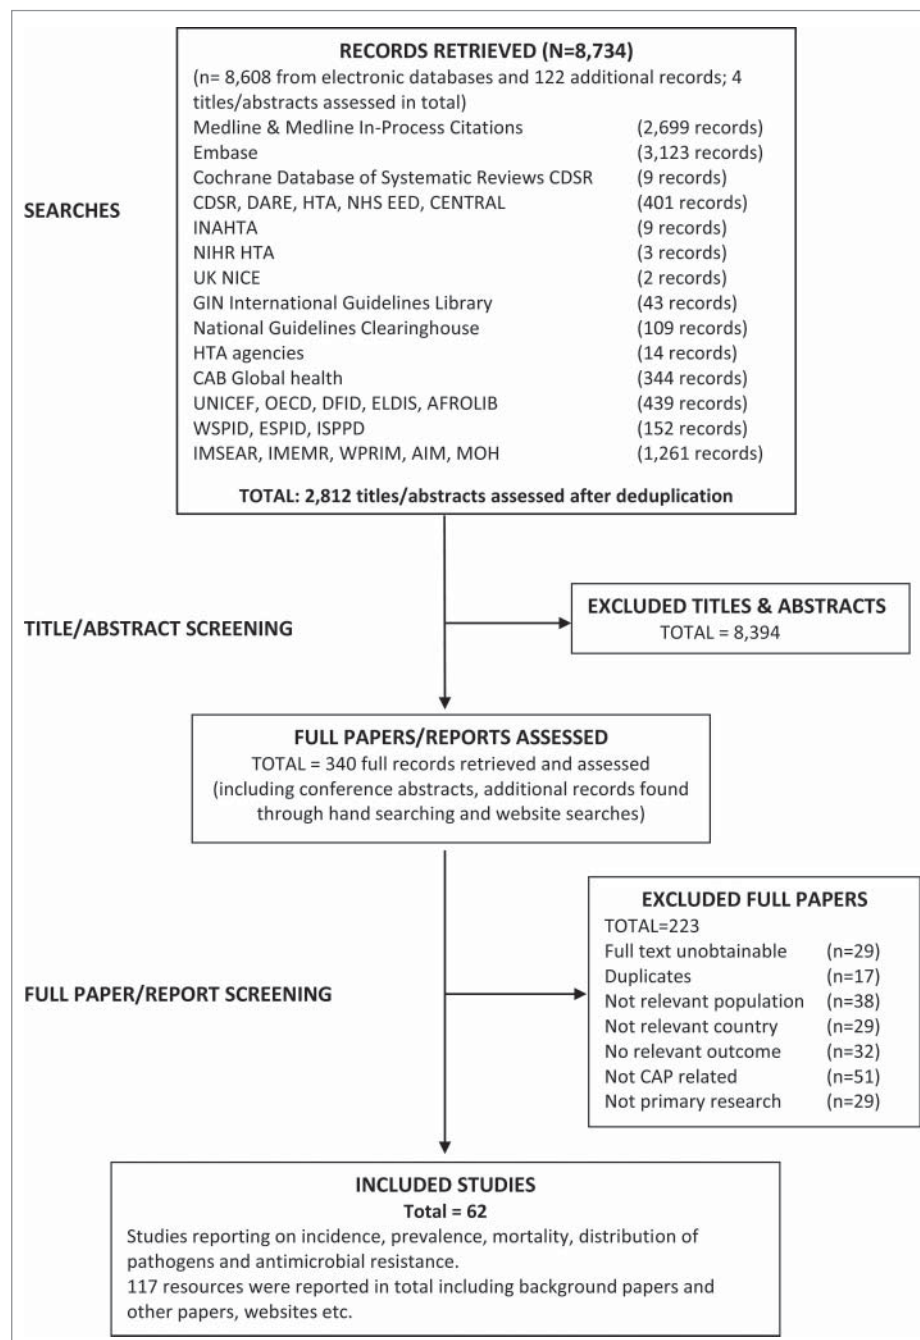 RECORDS RETRIEVED (N=8,734)
(n= 8,608 from electronic databases and 122 additional records; 4
titles/abstracts assessed in total)
Medline & Medline In-Process Citations (2,699 records)
Embase (3,123 records)
Cochrane Database of Systematic Reviews CDSR (9 records)
SEARCHES
CDSR, DARE, HTA, NHS EED, CENTRAL (401 records)
INAHTA (9 records)
NIHR HTA (3 records)
UK NICE (2 records)
GIN International Guidelines Library (43 records)
National Guidelines Clearinghouse (109 records)
HTA agencies (14 records)
CAB Global health (344 records)
UNICEF, OECD, DFID, ELDIS, AFROLIB (439 records)
WSPID, ESPID, ISPPD (152 records)
IMSEAR, IMEMR, WPRIM, AIM, MOH (1,261 records)
TOTAL: 2,812 titles/abstracts assessed after deduplication
TITLE/ABSTRACT SCREENING
EXCLUDED TITLES & ABSTRACTS
TOTAL = 8,394
FULL PAPERS/REPORTS ASSESSED
TOTAL = 340 full records retrieved and assessed
(including conference abstracts, additional records found
through hand searching and website searches)
FULL PAPER/REPORT SCREENING
EXCLUDED FULL PAPERS
TOTAL=223
Full text unobtainable (n=29)
Duplicates (n=17)
Not relevant population (n=38)
Not relevant country (n=29)
No relevant outcome (n=32)
Not CAP related (n=51)
Not primary research (n=29)
INCLUDED STUDIES
Total = 62
Studies reporting on incidence, prevalence, mortality, distribution of
pathogens and antimicrobial resistance.
117 resources were reported in total including background papers and
other papers, websites etc.